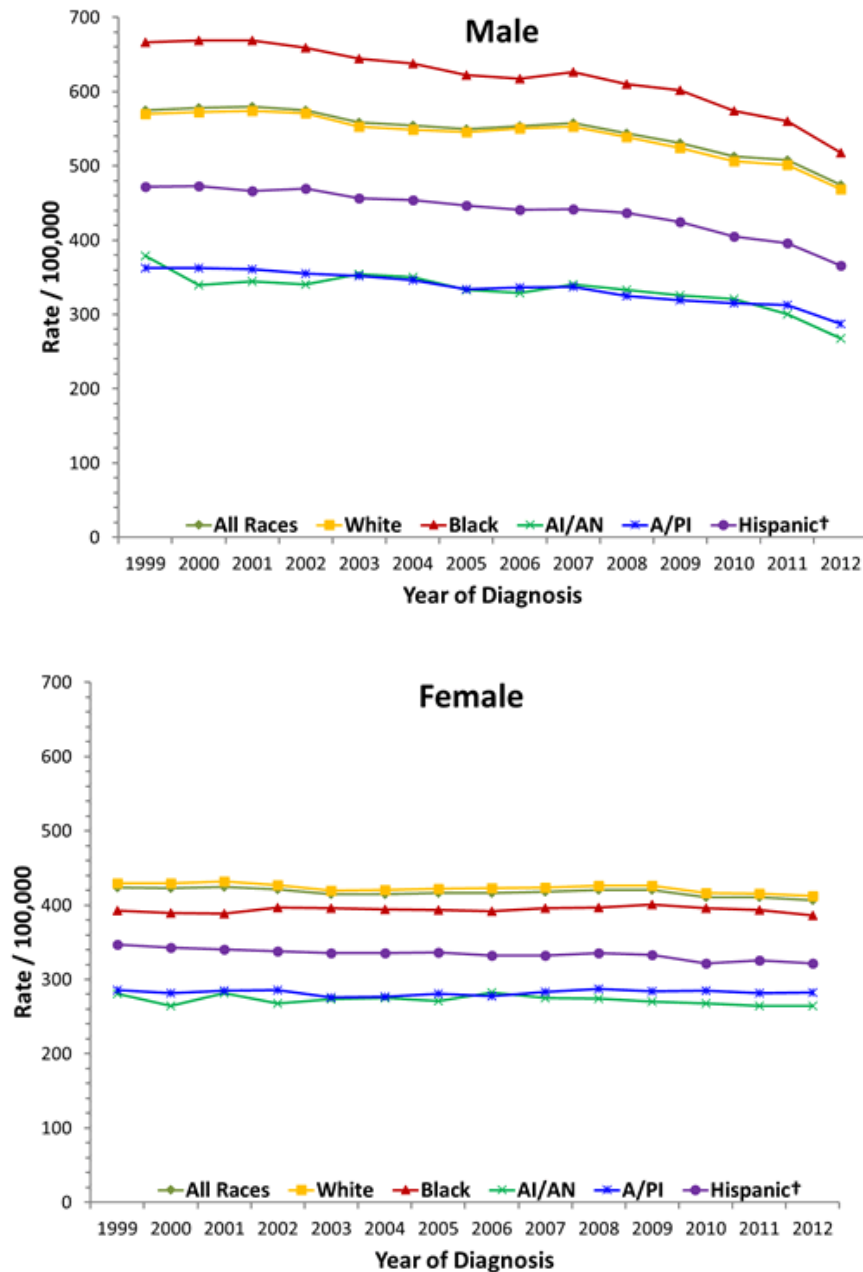 Male
700
600
500
400
300
200
100
0
Rate / 100,000
All Races White Black AI/AN A/PI Hispanic†
1999 2000 2001 2002 2003 2004 2005 2006 2007 2008 2009 2010 2011 2012
Year of Diagnosis
Female
700
600
500
400
300
200
100
0
Rate / 100,000
All Races White Black AI/AN A/PI Hispanic†
1999 2000 2001 2002 2003 2004 2005 2006 2007 2008 2009 2010 2011 2012
Year of Diagnosis